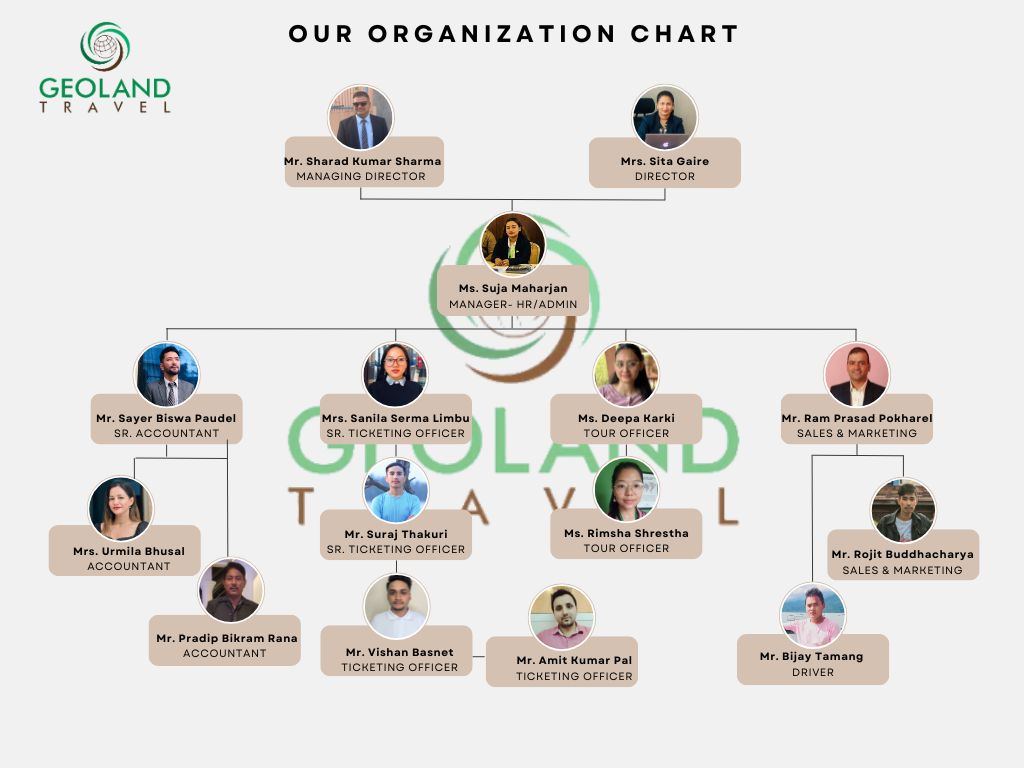 OUR ORGANIZATION CHART
GEOLAND
TRAVEL
Mr. Sharad Kumar Sharma
MANAGING DIRECTOR
Mrs. Sita Gaire
DIRECTOR
Ms. Suja Maharjan
MANAGER- HR/ADMIN
Mr. Sayer Biswa Paudel
SR. ACCOUNTANT
Mrs. Sanila Serma Limbu
SR. TICKETING OFFICER
Ms. Deepa Karki
TOUR OFFICER
Mr. Ram Prasad Pokharel
SALES & MARKETING
GEOLAND
TRAVEL
Mrs. Urmila Bhusal
ACCOUNTANT
Mr. Suraj Thakuri
SR. TICKETING OFFICER
Ms. Rimsha Shrestha
TOUR OFFICER
Mr. Rojit Buddhacharya
SALES & MARKETING
Mr. Pradip Bikram Rana
ACCOUNTANT
Mr. Vishan Basnet
TICKETING OFFICER
Mr. Amit Kumar Pal
TICKETING OFFICER
Mr. Bijay Tamang
DRIVER